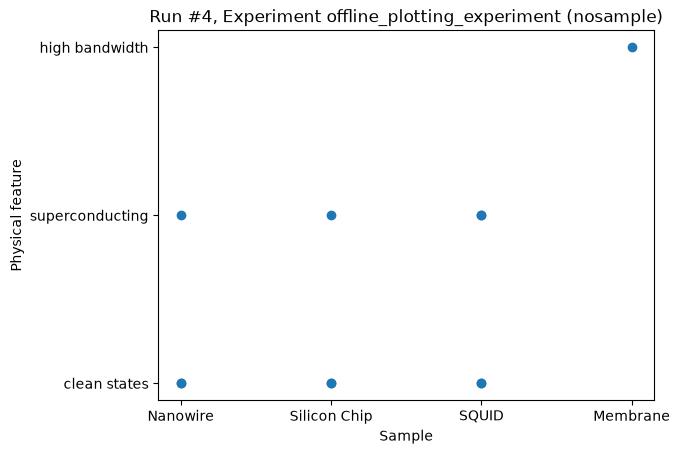 Run #4, Experiment offline_plotting_experiment (nosample)
high bandwidth
superconducting
clean states
Physical feature
Nanowire Silicon Chip SQUID Membrane
Sample